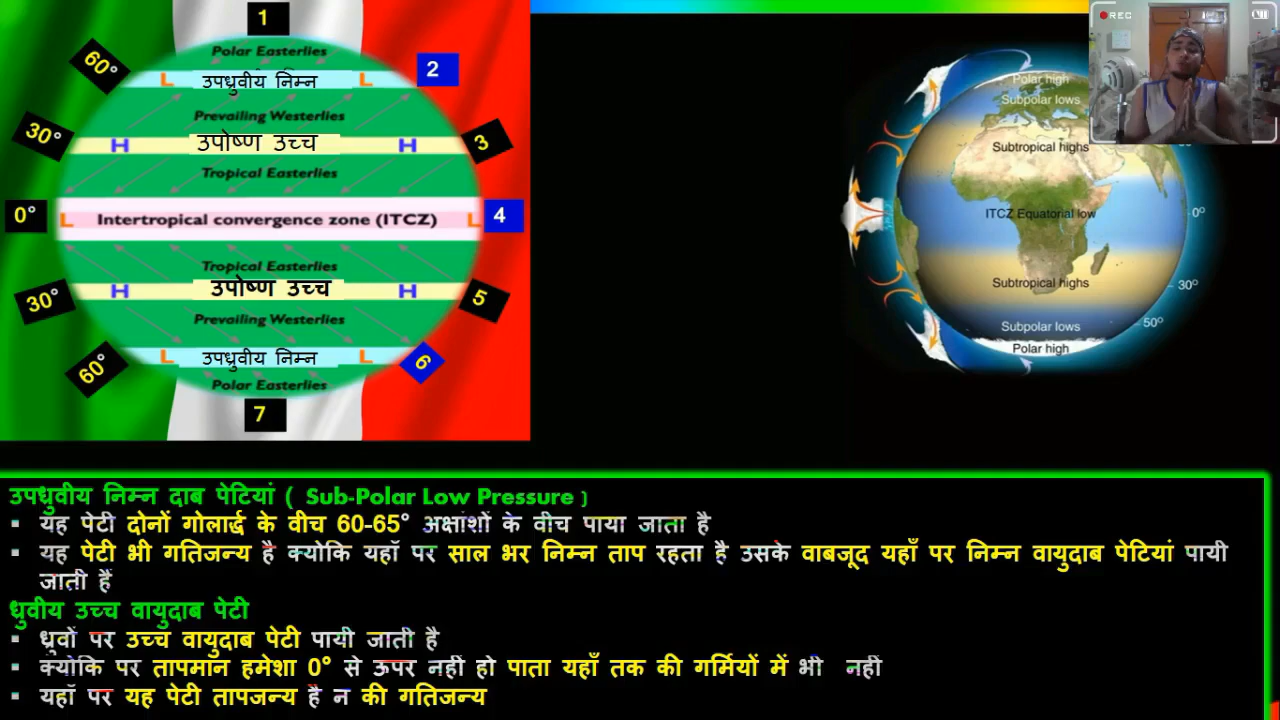 1
Polar Easterlies
60°
उपध्रुवीय निम्न
L
L
2
Prevailing Westerlies
30°
H
उपोष्ण उच्च
H
3
Tropical Easterlies
0°
L
Intertropical convergence zone (ITCZ)
L
4
Tropical Easterlies
30°
H
उपोष्ण उच्च
H
5
Prevailing Westerlies
60°
L
उपध्रुवीय निम्न
L
6
Polar Easterlies
7
REC
Polar high
Subpolar lows
Subtropical highs
ITCZ Equatorial low
0°
Subtropical highs
30°
Subpolar lows
50°
Polar high
उपध्रुवीय निम्न दाब पेटियां ( Sub-Polar Low Pressure )
▪ यह पेटी दोनों गोलार्द्ध के वीच 60-65° अक्षांशों के वीच पाया जाता है
▪ यह पेटी भी गतिजन्य है क्योकि यहॉ पर साल भर निम्न ताप रहता है उसके वाबजूद यहाँ पर निम्न वायुदाब पेटियां पायी
जाती हैं
ध्रुवीय उच्च वायुदाब पेटी
▪ ध्रुवों पर उच्च वायुदाब पेटी पायी जाती है
▪ क्योकि पर तापमान हमेशा 0° से ऊपर नहीं हो पाता यहाँ तक की गर्मियों में भी नहीं
▪ यहॉ पर यह पेटी तापजन्य है न की गतिजन्य